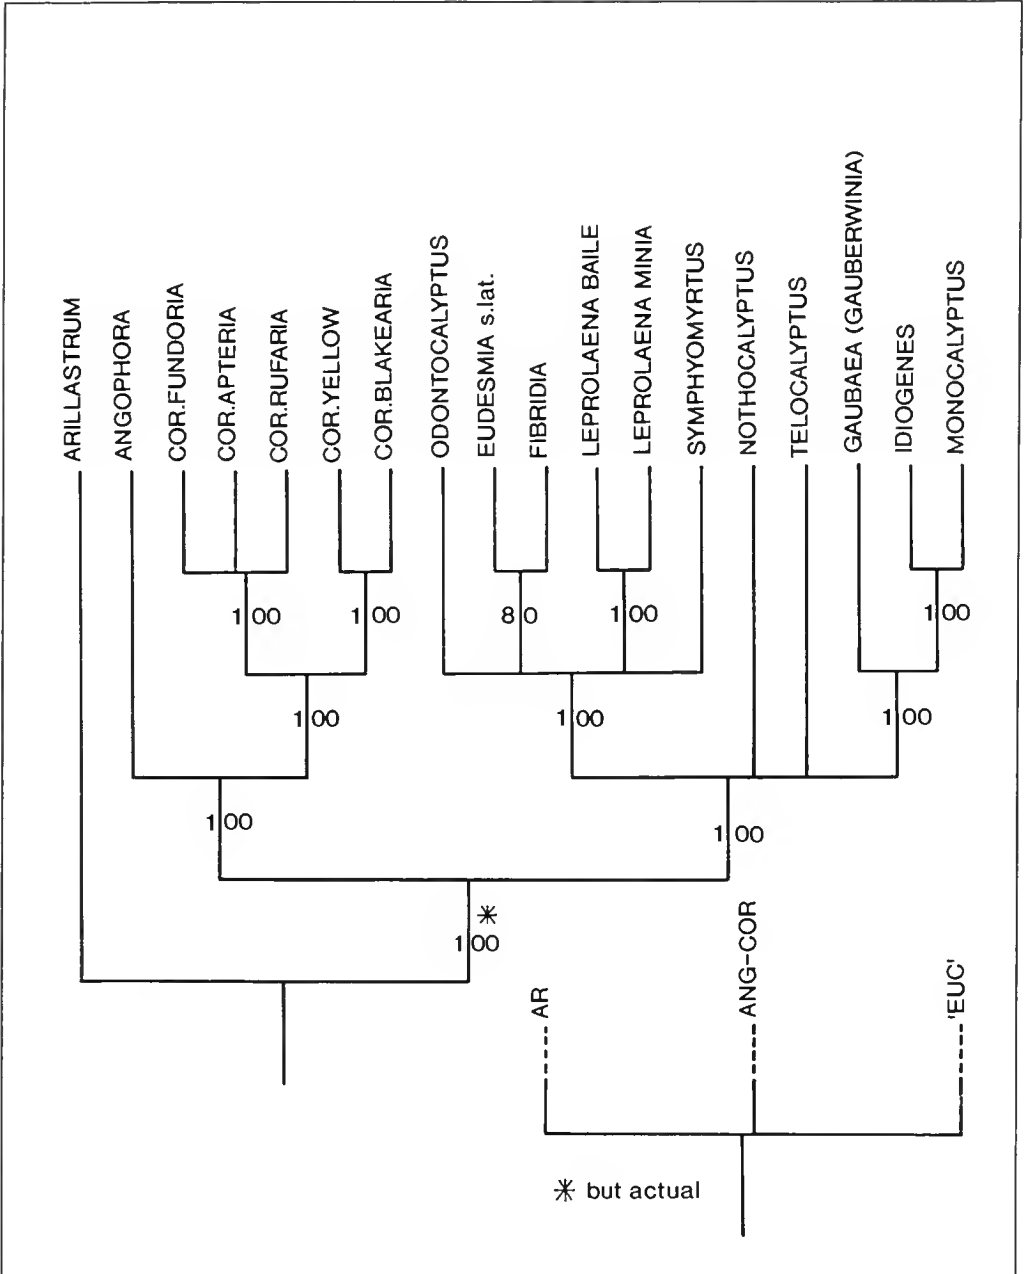 ARILLASTRUM
ANGOPHORA
COR.FUNDORIA
COR.APTERIA
COR.RUFARIA
COR.YELLOW
COR.BLAKEARIA
ODONTOCALYPTUS
EUDESMIA s.lat.
FIBRIDIA
LEPROLAENA BAILE
LEPROLAENA MINIA
SYMPHYOMYRTUS
NOTHOCALYPTUS
TELOCALYPTUS
GAUBAEA (GAUBERWINIA)
IDIOGENES
MONOCALYPTUS
100
100
80
100
100
100
100
100
100
100
*
100
AR
ANG-COR
'EUC'
* but actual